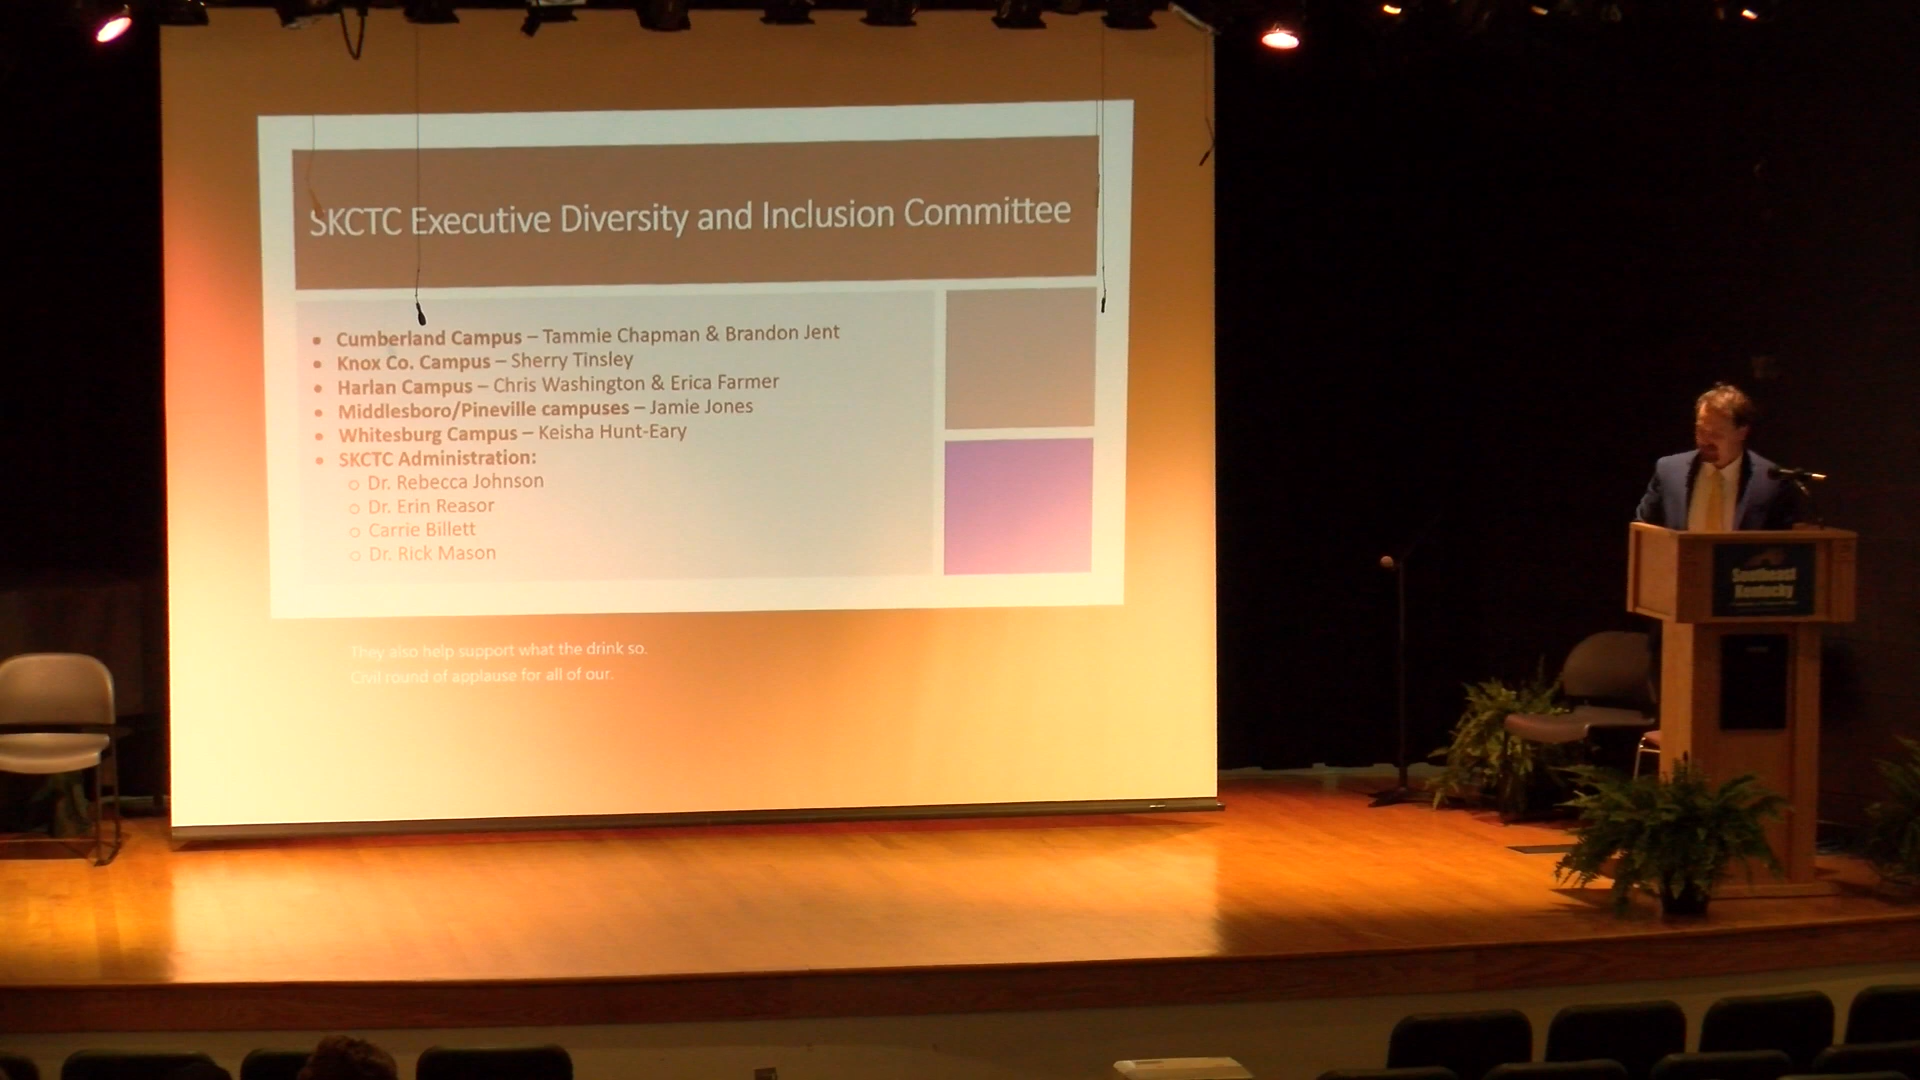 SKCTC Executive Diversity and Inclusion Committee
• Cumberland Campus – Tammie Chapman & Brandon Jent
• Knox Co. Campus – Sherry Tinsley
• Harlan Campus – Chris Washington & Erica Farmer
• Middlesboro/Pineville campuses – Jamie Jones
• Whitesburg Campus – Keisha Hunt-Eary
• SKCTC Administration:
o Dr. Rebecca Johnson
o Dr. Erin Reasor
o Carrie Billett
o Dr. Rick Mason
They also help support what the drink so.
Civil round of applause for all of our.
Southeast
Kentucky